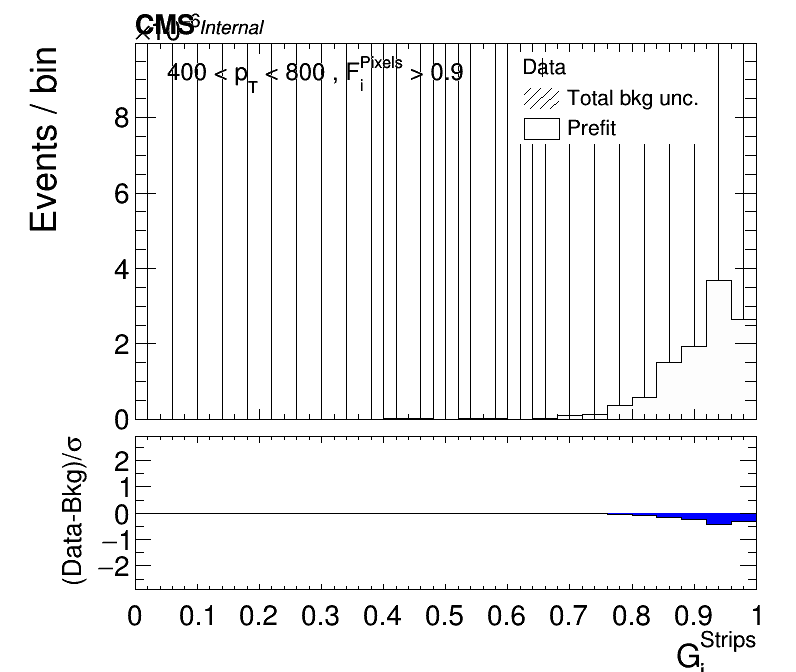 CMS Internal
×10⁻⁶
Events / bin
400 < p_T < 800 , F_i^Pixels > 0.9
Data
Total bkg unc.
Prefit
8
6
4
2
0
(Data-Bkg)/σ
2
1
0
−1
−2
0 0.1 0.2 0.3 0.4 0.5 0.6 0.7 0.8 0.9 1
G_i^Strips